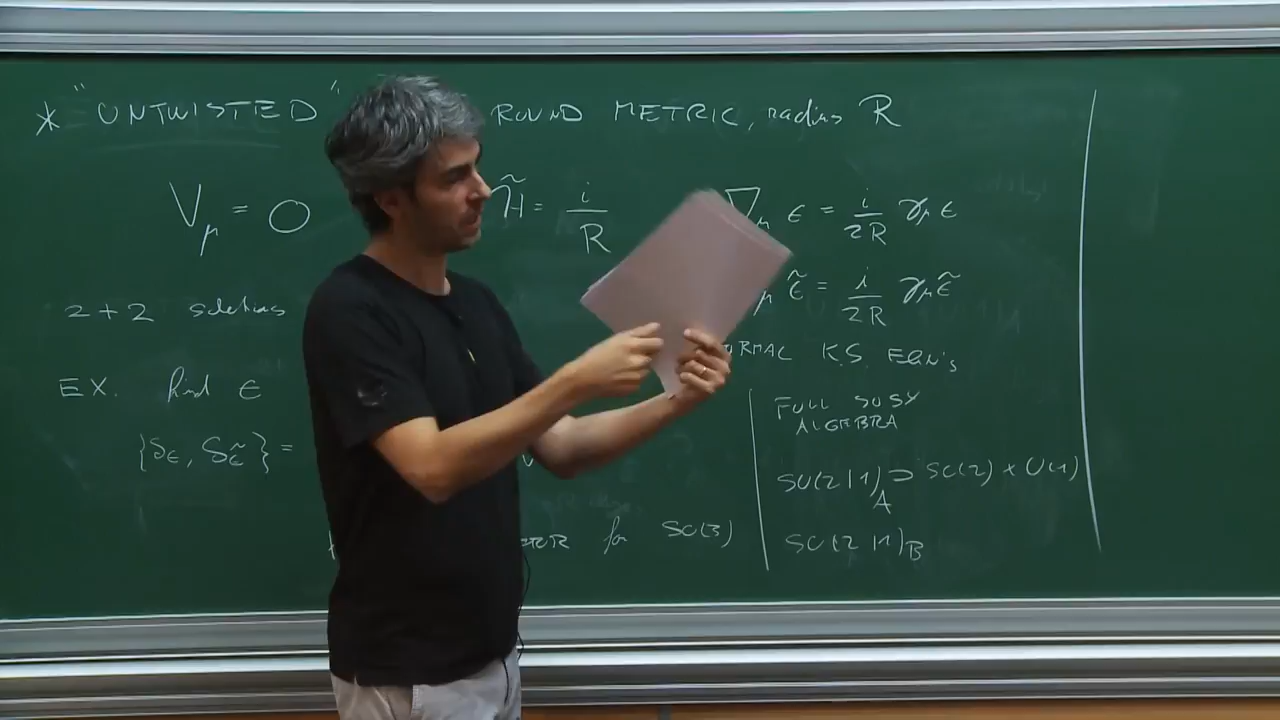 * "UNTWISTED" ROUND METRIC, radius R
V_μ = 0 H̃ = i/R ∇_μ ε = i/2R γ_μ ε
_μ ε̃ = i/2R γ_μ ε̃
2+2 solutions K.S. EQN's
EX. find ε
{δ_ε, δ_ε̃} =
for SU(3)
FULL SUSY
ALGEBRA
SU(2|1)_A ⊃ SU(2) × U(1)
SU(2|1)_B